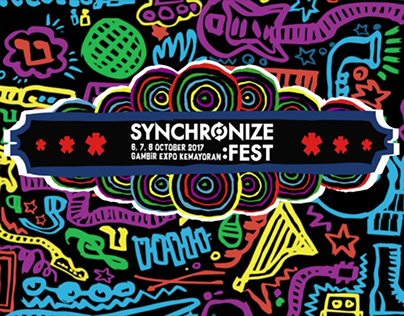 SYNCHRONIZE
6, 7, 8 OCTOBER 2017
GAMBIR EXPO KEMAYORAN
:FEST